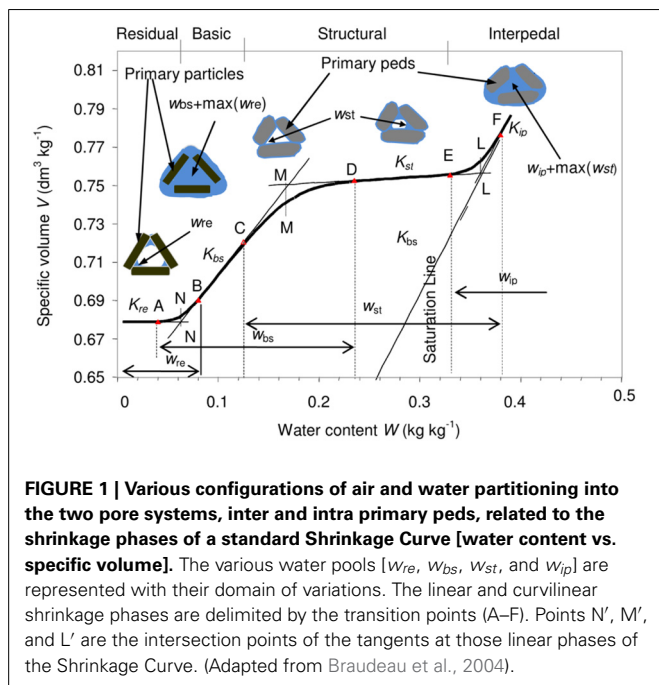 Residual Basic Structural Interpedal
0.81
0.79
0.77
0.75
0.73
0.71
0.69
0.67
0.65
Specific volume V (dm³ kg⁻¹)
Primary particles
wbs+max(wre)
Primary peds
wst
F
Kip
wip+max(wst)
L
L
E
Kst
D
M
M
C
Kbs
wre
Kbs
Kre
A
B
N
N
Saturation Line
wip
wst
wbs
wre
0 0.1 0.2 0.3 0.4 0.5
Water content W (kg kg⁻¹)
FIGURE 1 | Various configurations of air and water partitioning into
the two pore systems, inter and intra primary peds, related to the
shrinkage phases of a standard Shrinkage Curve [water content vs.
specific volume]. The various water pools [wre, wbs, wst, and wip] are
represented with their domain of variations. The linear and curvilinear
shrinkage phases are delimited by the transition points (A–F). Points N′, M′,
and L′ are the intersection points of the tangents at those linear phases of
the Shrinkage Curve. (Adapted from Braudeau et al., 2004).